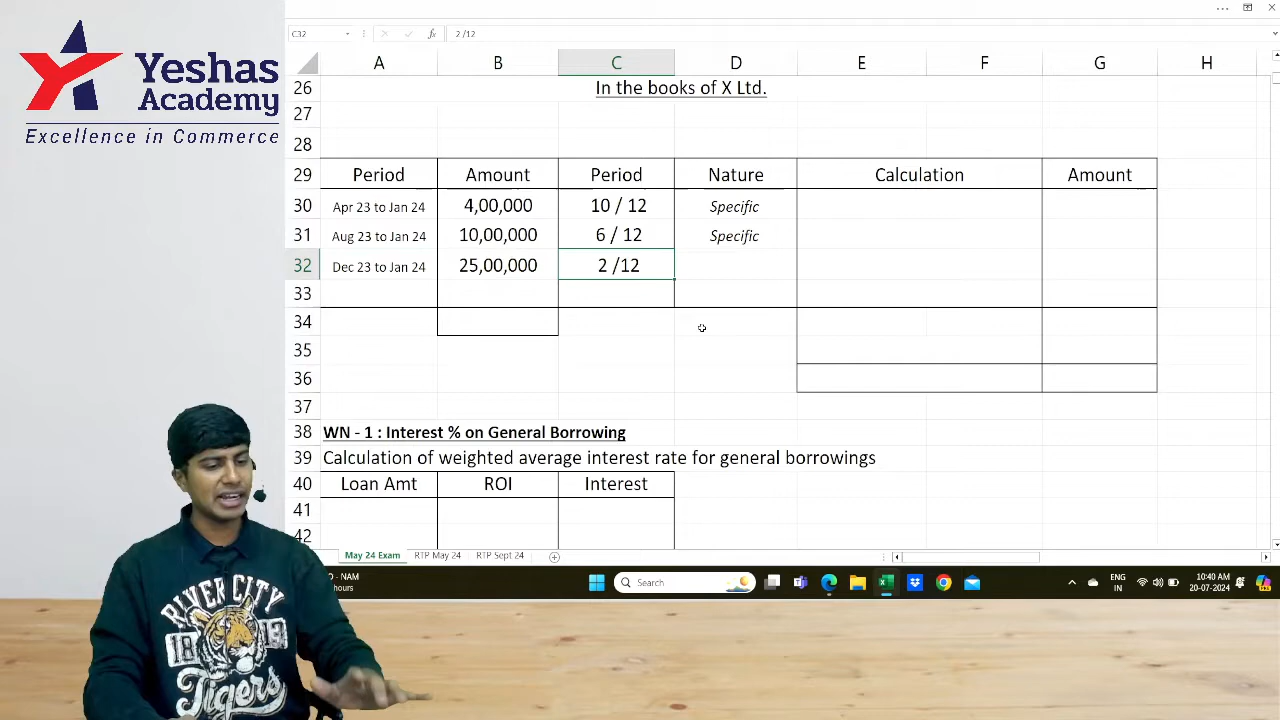 Yeshas
Academy
Excellence in Commerce
C32
2 /12
A B C D E F G H
26 In the books of X Ltd.
27
28
29 Period Amount Period Nature Calculation Amount
30 Apr 23 to Jan 24 4,00,000 10 / 12 Specific
31 Aug 23 to Jan 24 10,00,000 6 / 12 Specific
32 Dec 23 to Jan 24 25,00,000 2 /12
33
34
35
36
37
38 WN - 1 : Interest % on General Borrowing
39 Calculation of weighted average interest rate for general borrowings
40 Loan Amt ROI Interest
41
42
May 24 Exam RTP May 24 RTP Sept 24
O - NAM
hours
Search
ENG
IN
10:40 AM
20-07-2024
RIVER CITY
18 13
Tigers